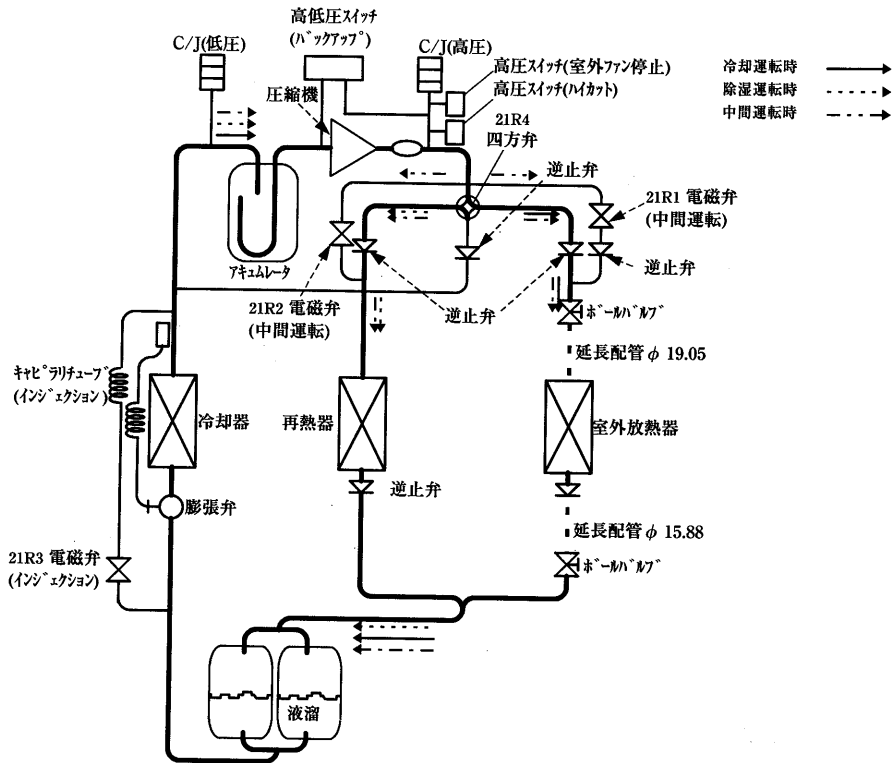 高低圧スイッチ
(バックアップ)
C/J(低圧)
C/J(高圧)
高圧スイッチ(室外ファン停止)
高圧スイッチ(ハイカット)
冷却運転時
除湿運転時
中間運転時
圧縮機
21R4
四方弁
逆止弁
21R1 電磁弁
(中間運転)
逆止弁
アキュムレータ
21R2 電磁弁
(中間運転)
逆止弁
ボールバルブ
延長配管φ 19.05
キャピラリチューブ
(インジェクション)
冷却器
再熱器
室外放熱器
逆止弁
膨張弁
延長配管φ 15.88
21R3 電磁弁
(インジェクション)
ボールバルブ
液溜